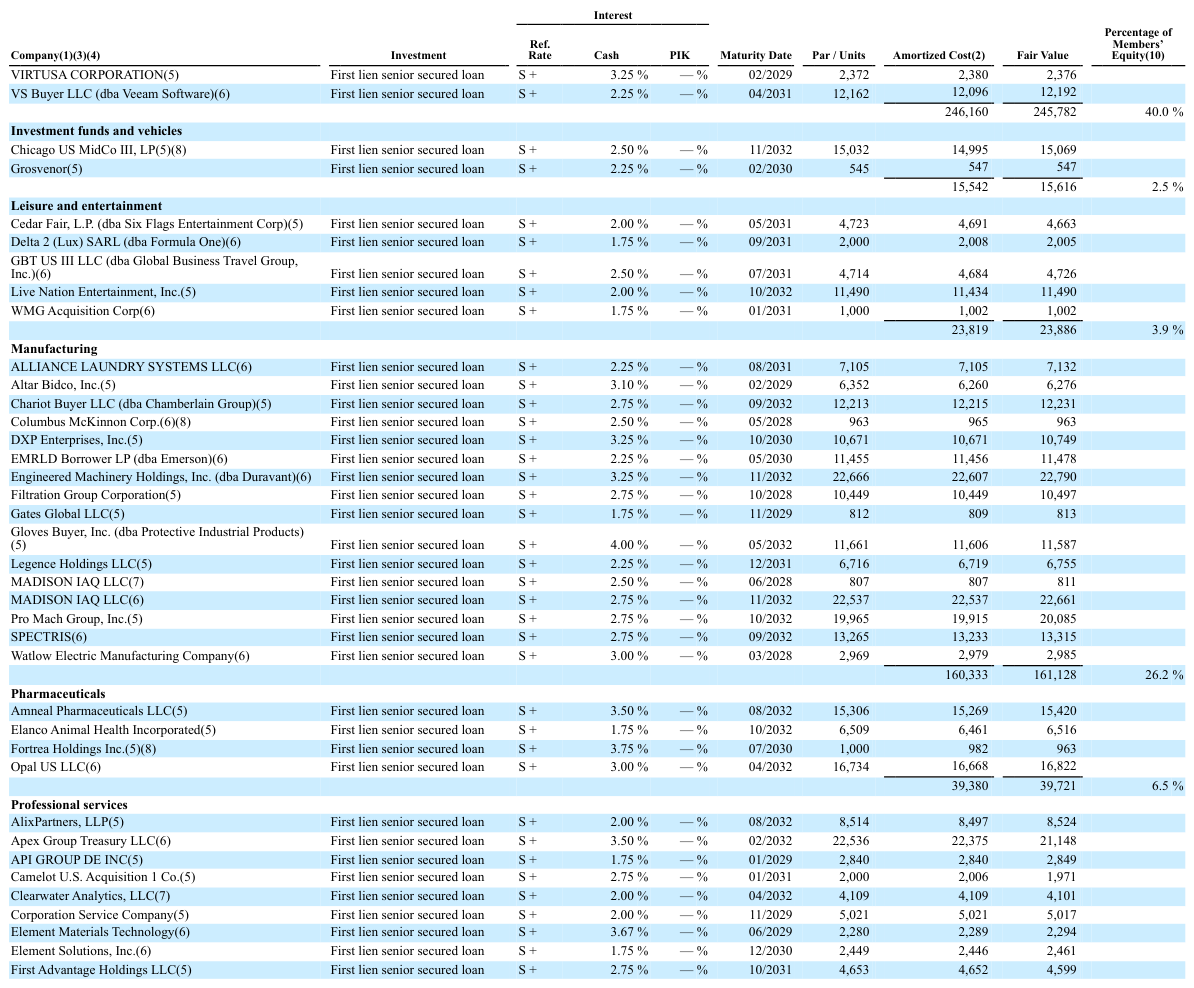 Interest
Company(1)(3)(4) Investment Ref. Rate Cash PIK Maturity Date Par / Units Amortized Cost(2) Fair Value Percentage of Members' Equity(10)
VIRTUSA CORPORATION(5) First lien senior secured loan S + 3.25 % — % 02/2029 2,372 2,380 2,376
VS Buyer LLC (dba Veeam Software)(6) First lien senior secured loan S + 2.25 % — % 04/2031 12,162 12,096 12,192
246,160 245,782 40.0 %
Investment funds and vehicles
Chicago US MidCo III, LP(5)(8) First lien senior secured loan S + 2.50 % — % 11/2032 15,032 14,995 15,069
Grosvenor(5) First lien senior secured loan S + 2.25 % — % 02/2030 545 547 547
15,542 15,616 2.5 %
Leisure and entertainment
Cedar Fair, L.P. (dba Six Flags Entertainment Corp)(5) First lien senior secured loan S + 2.00 % — % 05/2031 4,723 4,691 4,663
Delta 2 (Lux) SARL (dba Formula One)(6) First lien senior secured loan S + 1.75 % — % 09/2031 2,000 2,008 2,005
GBT US III LLC (dba Global Business Travel Group,
Inc.)(6) First lien senior secured loan S + 2.50 % — % 07/2031 4,714 4,684 4,726
Live Nation Entertainment, Inc.(5) First lien senior secured loan S + 2.00 % — % 10/2032 11,490 11,434 11,490
WMG Acquisition Corp(6) First lien senior secured loan S + 1.75 % — % 01/2031 1,000 1,002 1,002
23,819 23,886 3.9 %
Manufacturing
ALLIANCE LAUNDRY SYSTEMS LLC(6) First lien senior secured loan S + 2.25 % — % 08/2031 7,105 7,105 7,132
Altar Bidco, Inc.(5) First lien senior secured loan S + 3.10 % — % 02/2029 6,352 6,260 6,276
Chariot Buyer LLC (dba Chamberlain Group)(5) First lien senior secured loan S + 2.75 % — % 09/2032 12,213 12,215 12,231
Columbus McKinnon Corp.(6)(8) First lien senior secured loan S + 2.50 % — % 05/2028 963 965 963
DXP Enterprises, Inc.(5) First lien senior secured loan S + 3.25 % — % 10/2030 10,671 10,671 10,749
EMRLD Borrower LP (dba Emerson)(6) First lien senior secured loan S + 2.25 % — % 05/2030 11,455 11,456 11,478
Engineered Machinery Holdings, Inc. (dba Duravant)(6) First lien senior secured loan S + 3.25 % — % 11/2032 22,666 22,607 22,790
Filtration Group Corporation(5) First lien senior secured loan S + 2.75 % — % 10/2028 10,449 10,449 10,497
Gates Global LLC(5) First lien senior secured loan S + 1.75 % — % 11/2029 812 809 813
Gloves Buyer, Inc. (dba Protective Industrial Products)
(5) First lien senior secured loan S + 4.00 % — % 05/2032 11,661 11,606 11,587
Legence Holdings LLC(5) First lien senior secured loan S + 2.25 % — % 12/2031 6,716 6,719 6,755
MADISON IAQ LLC(7) First lien senior secured loan S + 2.50 % — % 06/2028 807 807 811
MADISON IAQ LLC(6) First lien senior secured loan S + 2.75 % — % 11/2032 22,537 22,537 22,661
Pro Mach Group, Inc.(5) First lien senior secured loan S + 2.75 % — % 10/2032 19,965 19,915 20,085
SPECTRIS(6) First lien senior secured loan S + 2.75 % — % 09/2032 13,265 13,233 13,315
Watlow Electric Manufacturing Company(6) First lien senior secured loan S + 3.00 % — % 03/2028 2,969 2,979 2,985
160,333 161,128 26.2 %
Pharmaceuticals
Amneal Pharmaceuticals LLC(5) First lien senior secured loan S + 3.50 % — % 08/2032 15,306 15,269 15,420
Elanco Animal Health Incorporated(5) First lien senior secured loan S + 1.75 % — % 10/2032 6,509 6,461 6,516
Fortrea Holdings Inc.(5)(8) First lien senior secured loan S + 3.75 % — % 07/2030 1,000 982 963
Opal US LLC(6) First lien senior secured loan S + 3.00 % — % 04/2032 16,734 16,668 16,822
39,380 39,721 6.5 %
Professional services
AlixPartners, LLP(5) First lien senior secured loan S + 2.00 % — % 08/2032 8,514 8,497 8,524
Apex Group Treasury LLC(6) First lien senior secured loan S + 3.50 % — % 02/2032 22,536 22,375 21,148
API GROUP DE INC(5) First lien senior secured loan S + 1.75 % — % 01/2029 2,840 2,840 2,849
Camelot U.S. Acquisition 1 Co.(5) First lien senior secured loan S + 2.75 % — % 01/2031 2,000 2,006 1,971
Clearwater Analytics, LLC(7) First lien senior secured loan S + 2.00 % — % 04/2032 4,109 4,109 4,101
Corporation Service Company(5) First lien senior secured loan S + 2.00 % — % 11/2029 5,021 5,021 5,017
Element Materials Technology(6) First lien senior secured loan S + 3.67 % — % 06/2029 2,280 2,289 2,294
Element Solutions, Inc.(6) First lien senior secured loan S + 1.75 % — % 12/2030 2,449 2,446 2,461
First Advantage Holdings LLC(5) First lien senior secured loan S + 2.75 % — % 10/2031 4,653 4,652 4,599